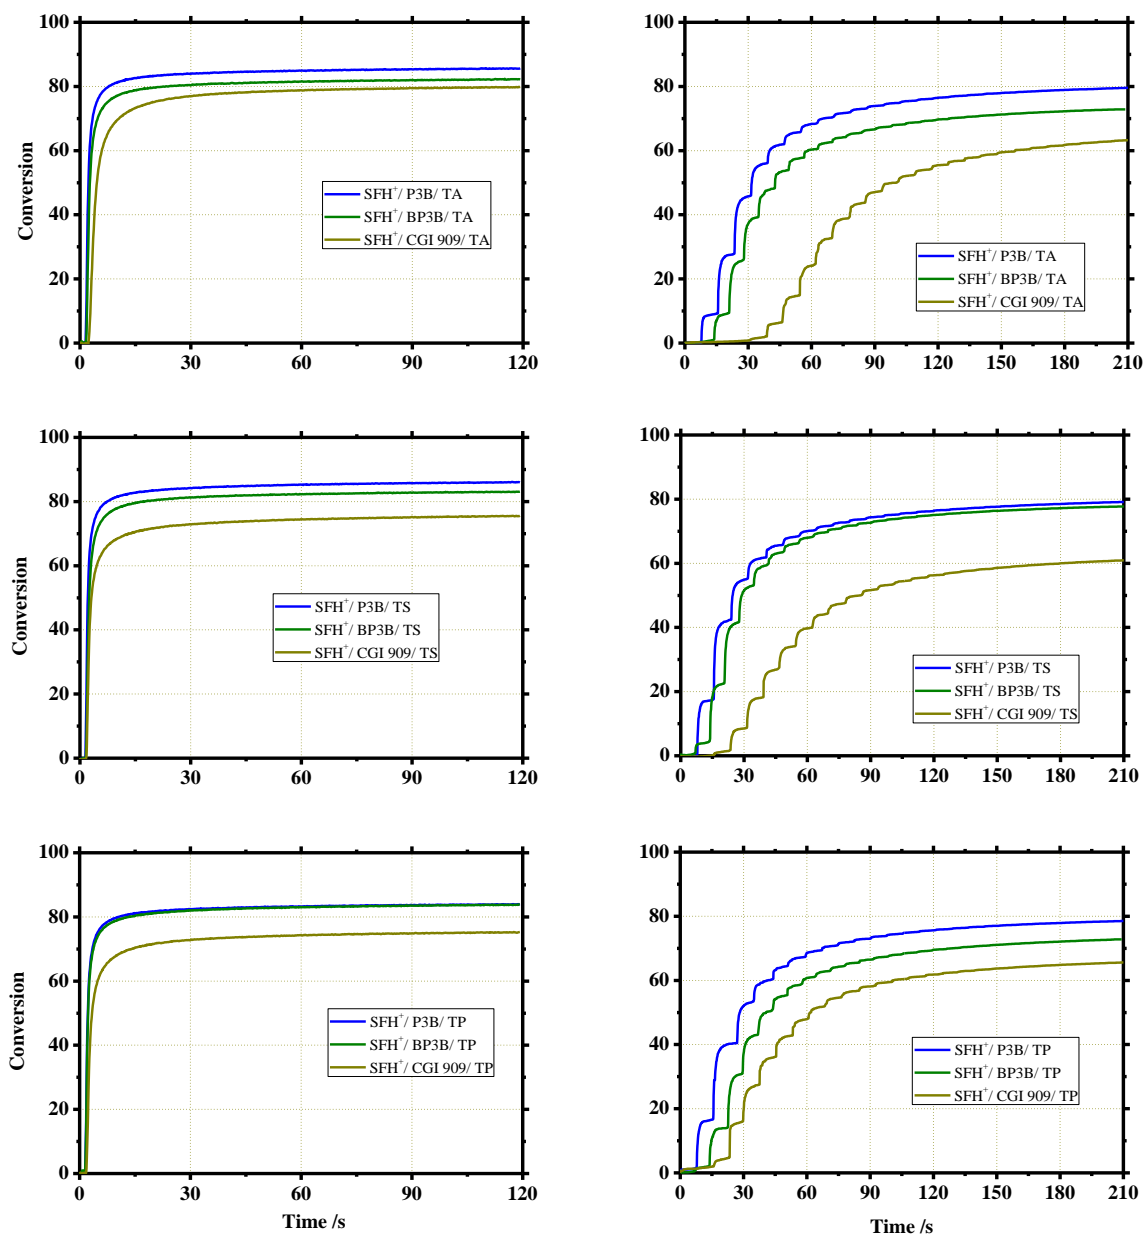 100
80
60
40
20
0
Conversion
SFH⁺/ P3B/ TA
SFH⁺/ BP3B/ TA
SFH⁺/ CGI 909/ TA
0 30 60 90 120
100
80
60
40
20
0
SFH⁺/ P3B/ TA
SFH⁺/ BP3B/ TA
SFH⁺/ CGI 909/ TA
0 30 60 90 120 150 180 210
100
80
60
40
20
0
Conversion
SFH⁺/ P3B/ TS
SFH⁺/ BP3B/ TS
SFH⁺/ CGI 909/ TS
0 30 60 90 120
100
80
60
40
20
0
SFH⁺/ P3B/ TS
SFH⁺/ BP3B/ TS
SFH⁺/ CGI 909/ TS
0 30 60 90 120 150 180 210
100
80
60
40
20
0
Conversion
SFH⁺/ P3B/ TP
SFH⁺/ BP3B/ TP
SFH⁺/ CGI 909/ TP
0 30 60 90 120
Time /s
100
80
60
40
20
0
SFH⁺/ P3B/ TP
SFH⁺/ BP3B/ TP
SFH⁺/ CGI 909/ TP
0 30 60 90 120 150 180 210
Time /s